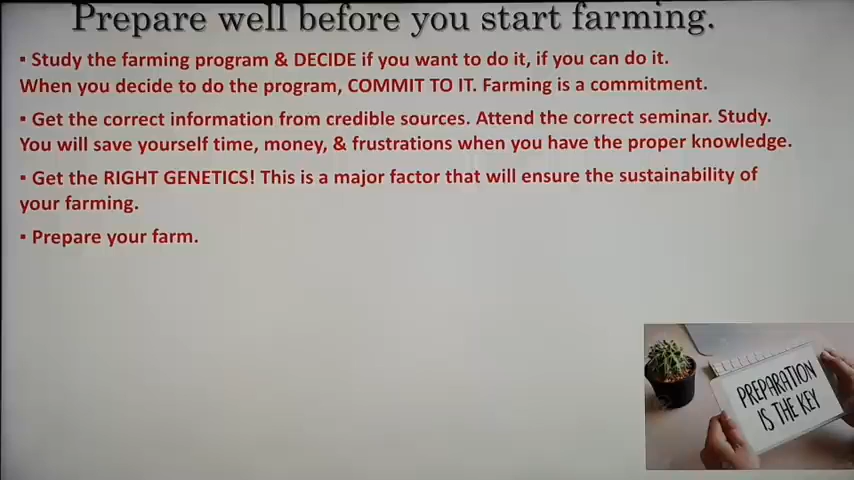 Prepare well before you start farming.
▪ Study the farming program & DECIDE if you want to do it, if you can do it.
When you decide to do the program, COMMIT TO IT. Farming is a commitment.
▪ Get the correct information from credible sources. Attend the correct seminar. Study.
You will save yourself time, money, & frustrations when you have the proper knowledge.
▪ Get the RIGHT GENETICS! This is a major factor that will ensure the sustainability of
your farming.
▪ Prepare your farm.
PREPARATION
IS THE KEY